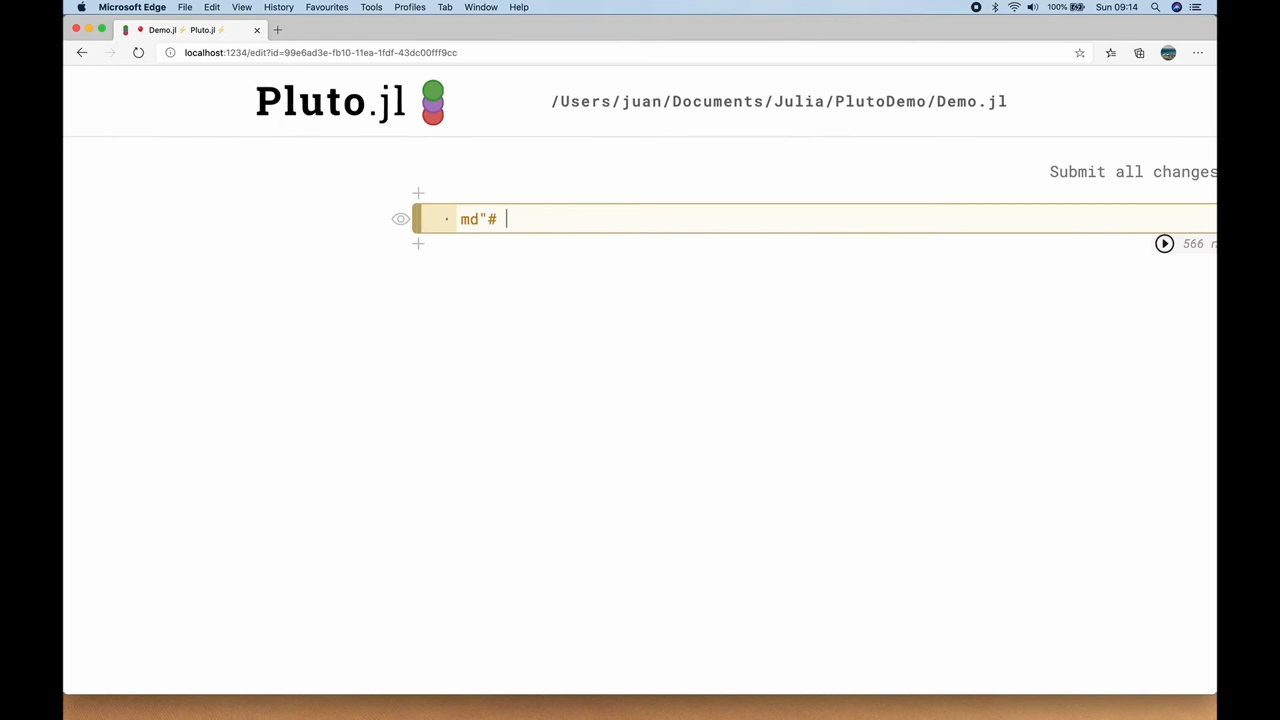 Microsoft Edge File Edit View History Favourites Tools Profiles Tab Window Help 100% Sun 09:14
Demo.jl ⚡ Pluto.jl ⚡
localhost:1234/edit?id=99e6ad3e-fb10-11ea-1fdf-43dc00fff9cc
Pluto.jl
/Users/juan/Documents/Julia/PlutoDemo/Demo.jl
Submit all changes
md"#
566 n